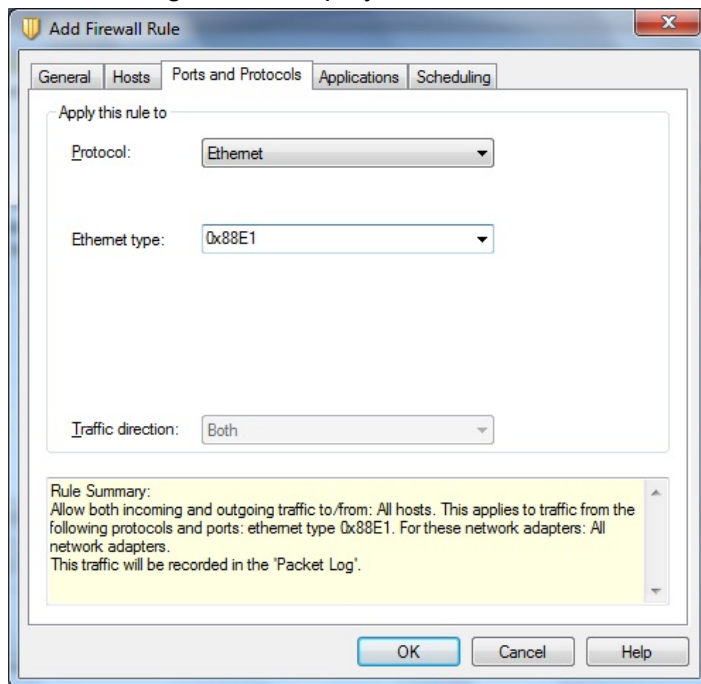 Add Firewall Rule
General Hosts Ports and Protocols Applications Scheduling
Apply this rule to
Protocol: Ethernet
Ethernet type: 0x88E1
Traffic direction: Both
Rule Summary:
Allow both incoming and outgoing traffic to/from: All hosts. This applies to traffic from the
following protocols and ports: ethernet type 0x88E1. For these network adapters: All
network adapters.
This traffic will be recorded in the 'Packet Log'.
OK Cancel Help